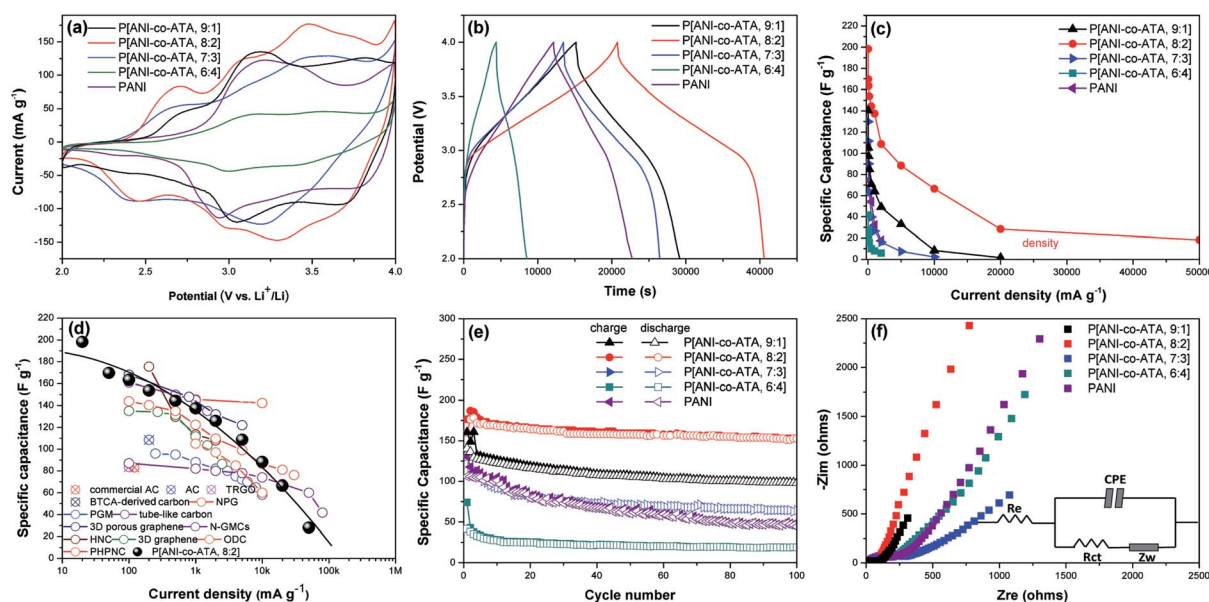 (a)
P[ANI-co-ATA, 9:1]
P[ANI-co-ATA, 8:2]
P[ANI-co-ATA, 7:3]
P[ANI-co-ATA, 6:4]
PANI
150
100
50
0
-50
-100
-150
Current (mA g⁻¹)
2.0 2.5 3.0 3.5 4.0
Potential (V vs. Li⁺/Li)
(b)
P[ANI-co-ATA, 9:1]
P[ANI-co-ATA, 8:2]
P[ANI-co-ATA, 7:3]
P[ANI-co-ATA, 6:4]
PANI
4.0
3.5
3.0
2.5
2.0
Potential (V)
0 10000 20000 30000 40000
Time (s)
(c)
P[ANI-co-ATA, 9:1]
P[ANI-co-ATA, 8:2]
P[ANI-co-ATA, 7:3]
P[ANI-co-ATA, 6:4]
PANI
240
220
200
180
160
140
120
100
80
60
40
20
0
Specific Capacitance (F g⁻¹)
density
0 10000 20000 30000 40000 50000
Current density (mA g⁻¹)
(d)
220
200
180
160
140
120
100
80
60
40
20
0
Specific capacitance (F g⁻¹)
commercial AC AC TRGO
BTCA-derived carbon NPG
PGM tube-like carbon
3D porous graphene N-GMCs
HNC 3D graphene ODC
PHPNC P[ANI-co-ATA, 8:2]
10 100 1k 10k 100k 1M
Current density (mA g⁻¹)
(e)
charge discharge
P[ANI-co-ATA, 9:1]
P[ANI-co-ATA, 8:2]
P[ANI-co-ATA, 7:3]
P[ANI-co-ATA, 6:4]
PANI
300
250
200
150
100
50
0
Specific capacitance (F g⁻¹)
0 20 40 60 80 100
Cycle number
(f)
P[ANI-co-ATA, 9:1]
P[ANI-co-ATA, 8:2]
P[ANI-co-ATA, 7:3]
P[ANI-co-ATA, 6:4]
PANI
2500
2000
1500
1000
500
0
-Zim (ohms)
CPE
Re
Rct Zw
0 500 1000 1500 2000 2500
Zre (ohms)